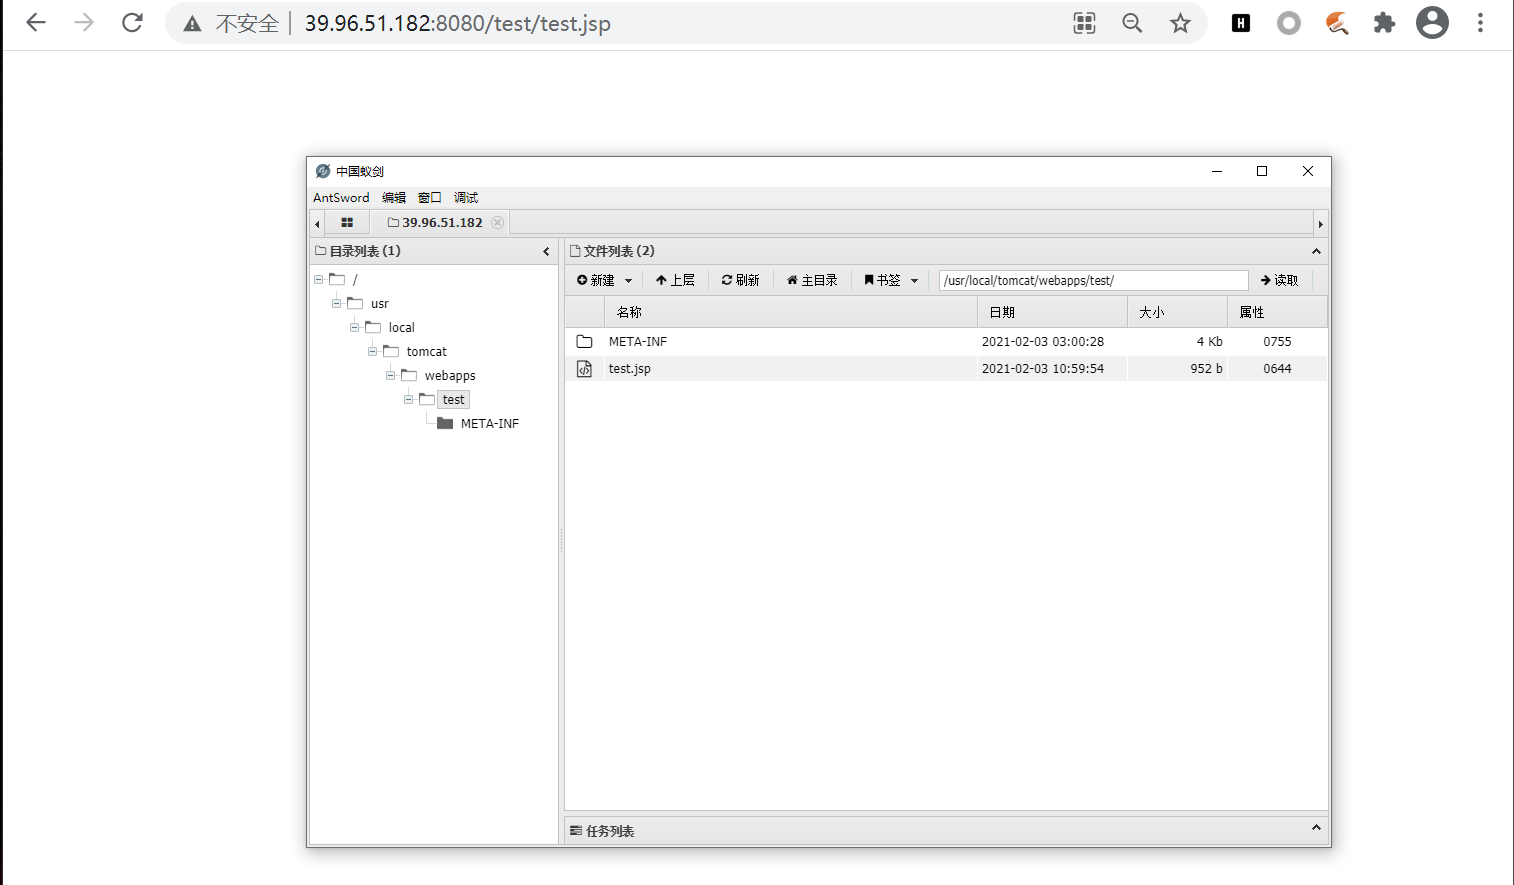 不安全 39.96.51.182:8080/test/test.jsp
中国蚁剑
AntSword 编辑 窗口 调试
39.96.51.182
目录列表 (1)
/
usr
local
tomcat
webapps
test
META-INF
文件列表 (2)
新建 上层 刷新 主目录 书签 /usr/local/tomcat/webapps/test/ 读取
名称 日期 大小 属性
META-INF 2021-02-03 03:00:28 4 Kb 0755
test.jsp 2021-02-03 10:59:54 952 b 0644
任务列表